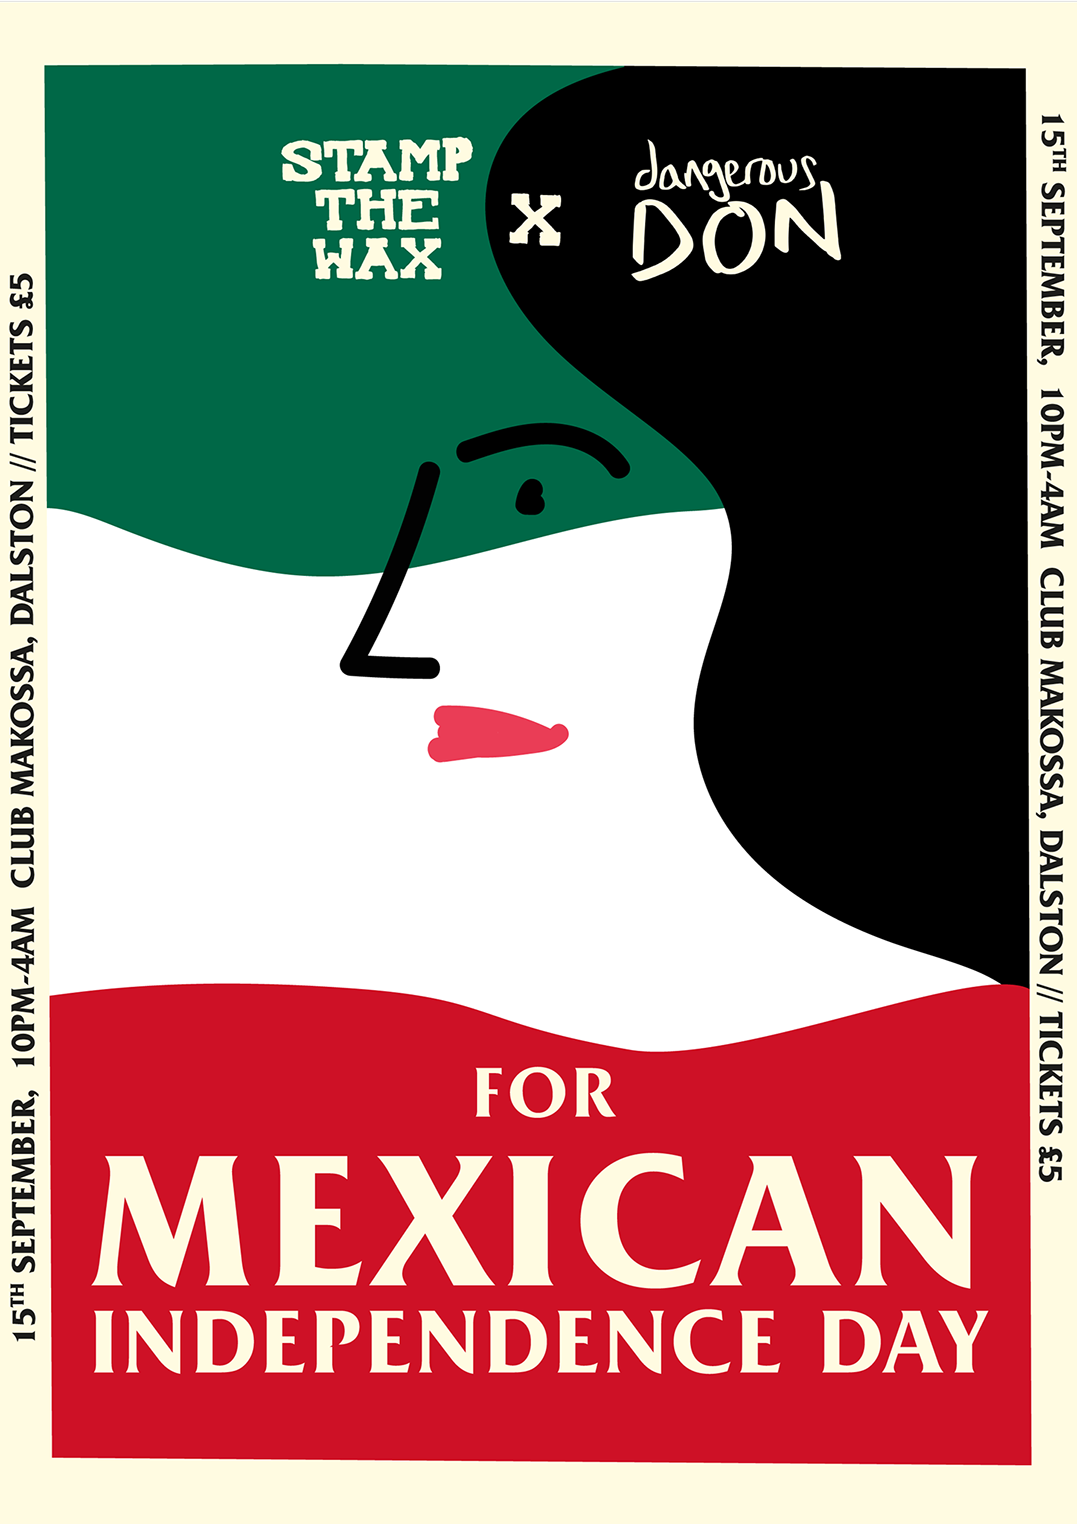 STAMP
THE
WAX
X
dangerous
DON
FOR
MEXICAN
INDEPENDENCE DAY
15TH SEPTEMBER, 10PM-4AM CLUB MAKOSSA, DALSTON // TICKETS £5
15TH SEPTEMBER, 10PM-4AM CLUB MAKOSSA, DALSTON // TICKETS £5